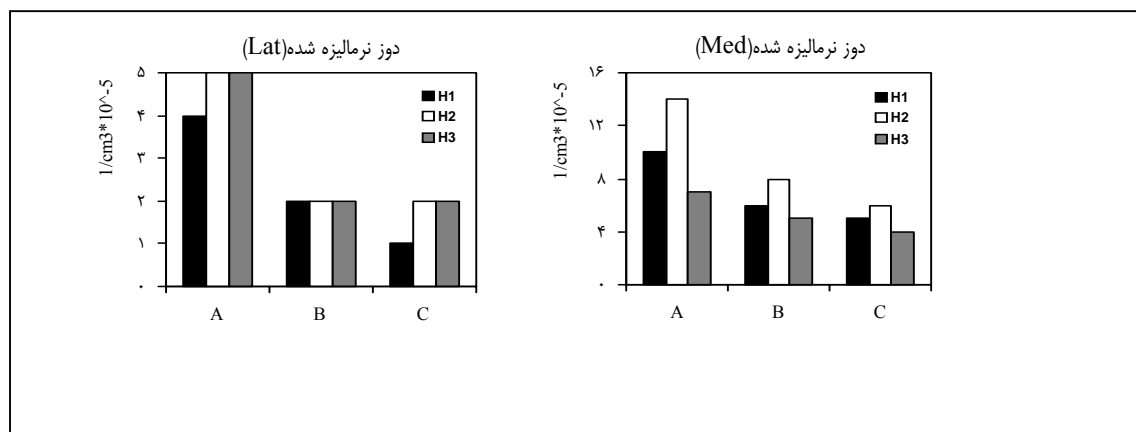 دوز نرمالیزه شده(Lat)
1/cm3*10^-5
۵
۴
۳
۲
۱
۰
H1
H2
H3
A B C
دوز نرمالیزه شده(Med)
1/cm3*10^-5
۱۶
۱۲
۸
۴
۰
H1
H2
H3
A B C